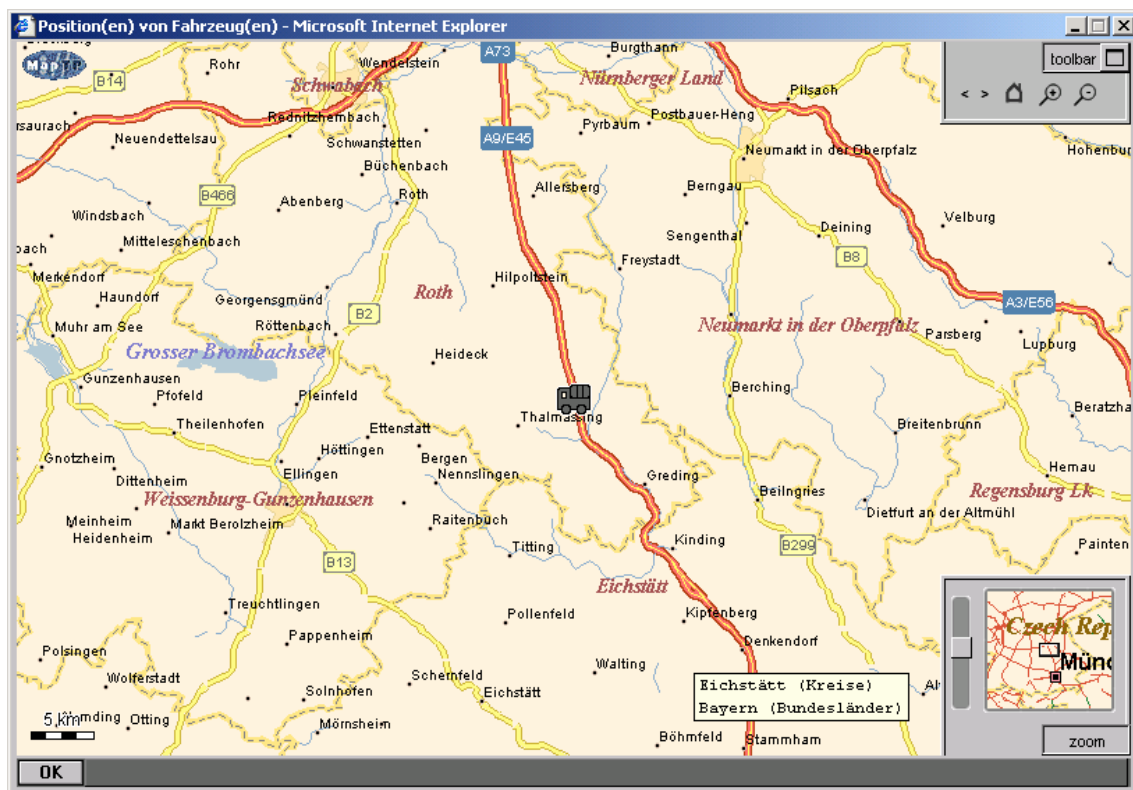 Position(en) von Fahrzeug(en) - Microsoft Internet Explorer
Map TP
toolbar
< >
A73
Burgthann
Wendelstein
Rohr
B14
Schwabach
Nürnberger Land
Pilsach
Rednitzhembach
Postbauer-Heng
Pyrbaum
A9/E45
Neuendettelsau
Schwanstetten
Neumarkt in der Oberpfalz
Büchenbach
B466
Allersberg
Berngau
Abenberg
Roth
Windsbach
Velburg
Deining
Sengenthal
Mitteleschenbach
B8
Freystadt
Merkendorf
Hilpoltstein
Haundorf
Georgensgmünd
Roth
A3/E56
B2
Muhr am See
Röttenbach
Neumarkt in der Oberpfalz
Parsberg
Lupburg
Grosser Brombachsee
Heideck
Gunzenhausen
Pfofeld
Pleinfeld
Berching
Theilenhofen
Thalmässing
Breitenbrunn
Ettenstatt
Höttingen
Bergen
Gnotzheim
Ellingen
Nennslingen
Greding
Hemau
Dittenheim
Weissenburg-Gunzenhausen
Beilngries
Regensburg Lk
Dietfurt an der Altmühl
Meinheim
Markt Berolzheim
Raitenbuch
Heidenheim
Titting
Kinding
B299
Painten
B13
Eichstätt
Treuchtlingen
Pollenfeld
Kipfenberg
Pappenheim
Denkendorf
Czech Rep
Polsingen
Walting
Wolferstadt
Schernfeld
Solnhofen
Eichstätt
Eichstätt (Kreise)
Bayern (Bundesländer)
5 km
Otting
Mörnsheim
Böhmfeld
Stammham
zoom
OK